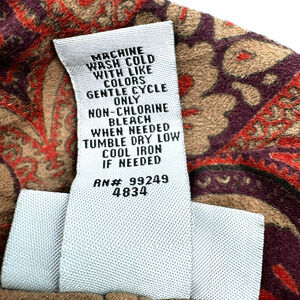 MACHINE
WASH COLD
WITH LIKE
COLORS
GENTLE CYCLE
ONLY
NON-CHLORINE
BLEACH
WHEN NEEDED
TUMBLE DRY LOW
COOL IRON
IF NEEDED
RN# 99249
4834